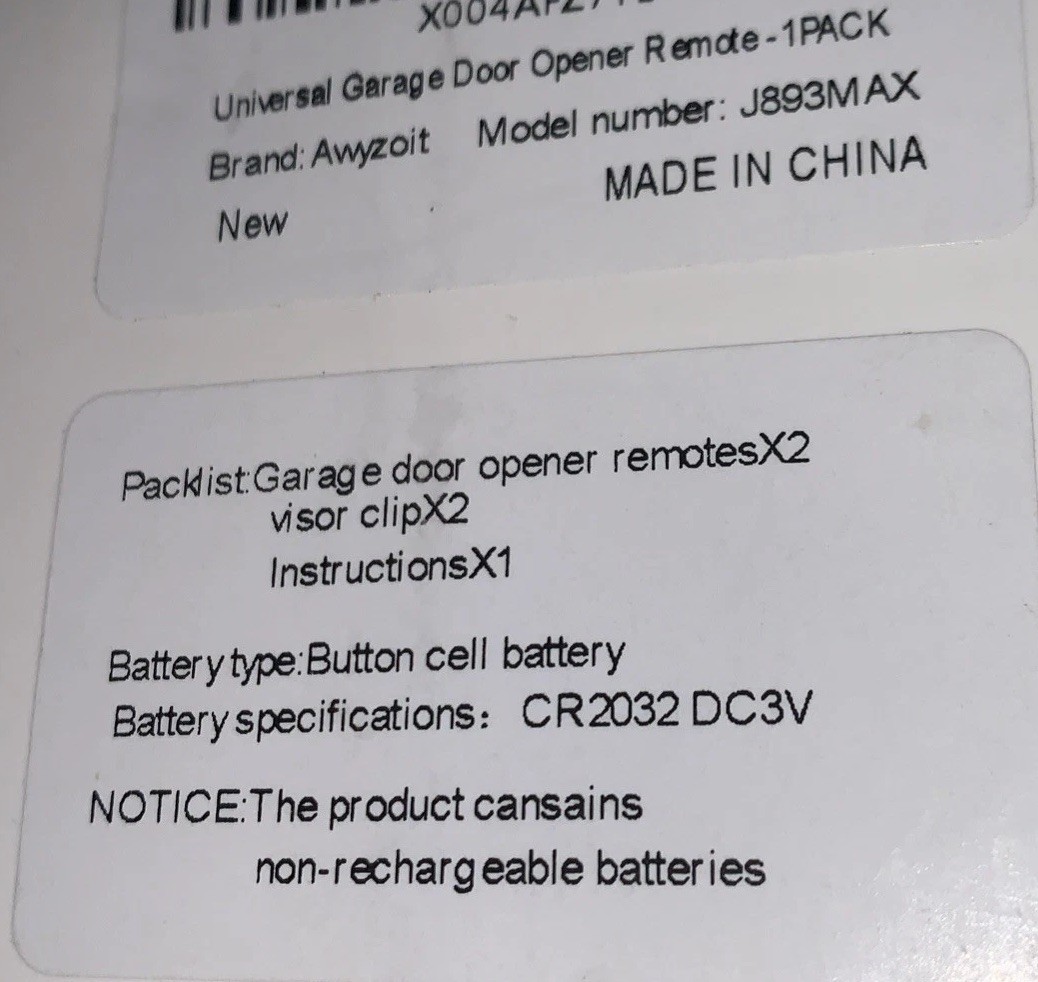 Universal Garage Door Opener Remote-1PACK
Brand: Awyzoit Model number: J893MAX
New MADE IN CHINA
Packlist:Garage door opener remotesX2
visor clipX2
InstructionsX1
Battery type:Button cell battery
Battery specifications: CR2032 DC3V
NOTICE:The product cansains
non-rechargeable batteries